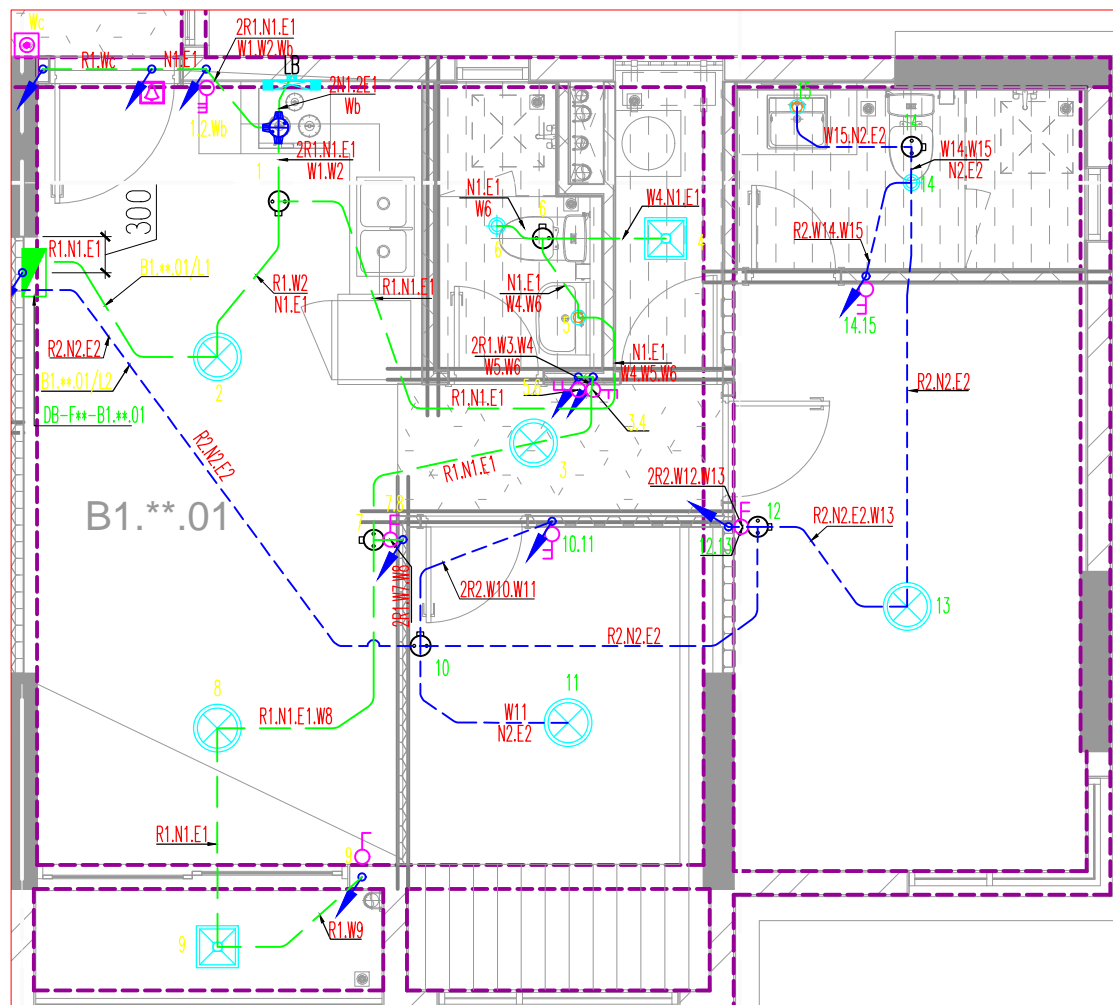 Wc
R1.Wc
N1.E1
2R1.N1.E1
W1.W2.Wb
LB
2N1.2E1
Wb
1.2.Wb
1
2R1.N1.E1
W1.W2
15
W15.N2.E2
14
W14.W15
N2.E2
14
300
N1.E1
W6
6
6
W4.N1.E1
4
R2.W14.W15
R1.N1.E1
B1.**.01/L1
R1.W2
N1.E1
R1.N1.E1
N1.E1
W4.W6
5
14.15
R2.N2.E2
B1.**.01/L2
DB-F**-B1.**.01
2
2R1.W3.W4
W5.W6
N1.E1
W4.W5.W6
5.6
3.4
R2.N2.E2
R1.N1.E1
R2.N2.E2
R1.N1.E1
3
2R2.W12.W13
B1.**.01
7.8
7
10.11
12
12.13
R2.N2.E2.W13
2R1.W7.W8
2R2.W10.W11
13
R2.N2.E2
10
8
R1.N1.E1.W8
11
W11
N2.E2
R1.N1.E1
9
9
R1.W9